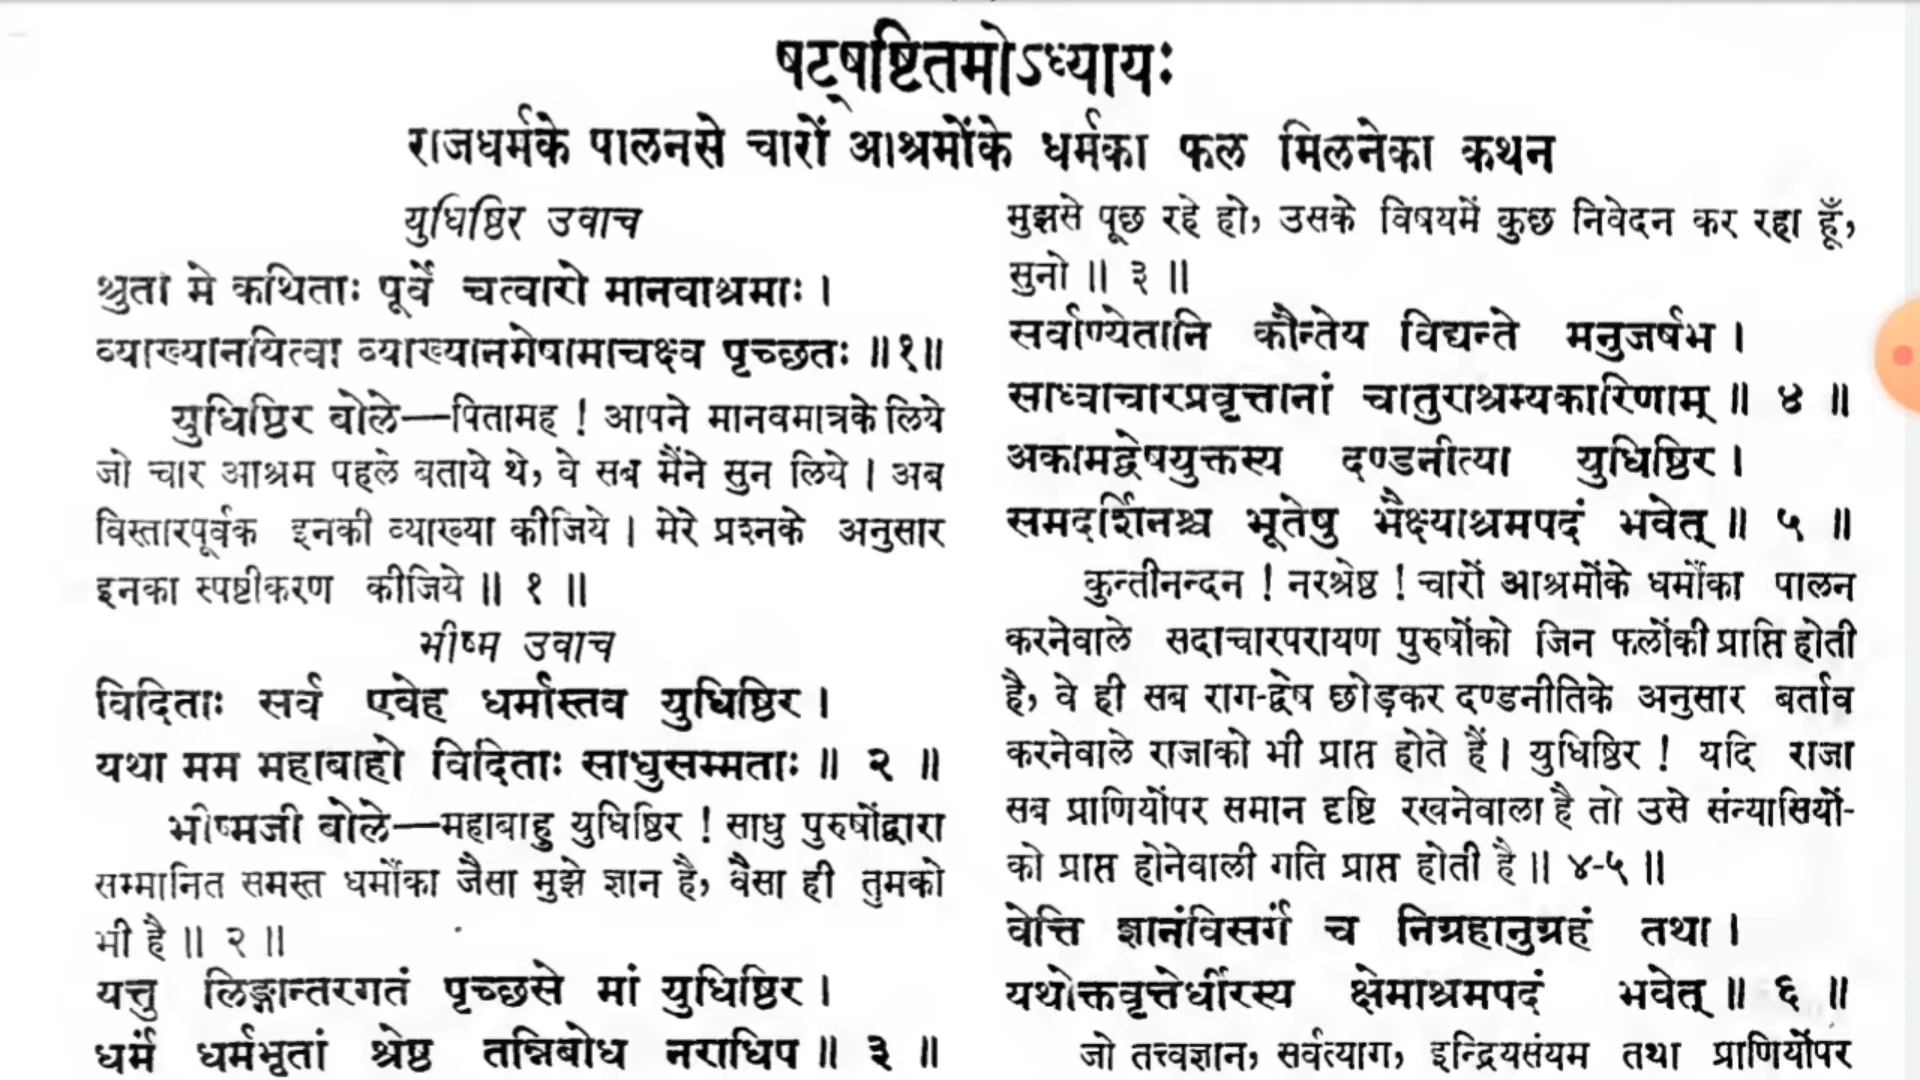 षट्षष्टितमोऽध्यायः
राजधर्मके पालनसे चारों आश्रमोंके धर्मका फल मिलनेका कथन
युधिष्ठिर उवाच
श्रुता मे कथिताः पूर्वे चत्वारो मानवाश्रमाः ।
व्याख्यानयित्वा व्याख्यानमेषामाचक्ष्व पृच्छतः ॥१॥
युधिष्ठिर बोले—पितामह ! आपने मानवमात्रके लिये
जो चार आश्रम पहले बताये थे, वे सब मैंने सुन लिये । अब
विस्तारपूर्वक इनकी व्याख्या कीजिये । मेरे प्रश्नके अनुसार
इनका स्पष्टीकरण कीजिये ॥ १ ॥
भीष्म उवाच
विदिताः सर्व एवेह धर्मास्तव युधिष्ठिर ।
यथा मम महाबाहो विदिताः साधुसम्मताः ॥ २ ॥
भीष्मजी बोले—महाबाहु युधिष्ठिर ! साधु पुरुषोंद्वारा
सम्मानित समस्त धर्मोंका जैसा मुझे ज्ञान है, वैसा ही तुमको
भी है ॥ २ ॥
यत्तु लिङ्गान्तरगतं पृच्छसे मां युधिष्ठिर ।
धर्मं धर्मभृतां श्रेष्ठ तन्निबोध नराधिप ॥ ३ ॥
मुझसे पूछ रहे हो, उसके विषयमें कुछ निवेदन कर रहा हूँ,
सुनो ॥ ३ ॥
सर्वाण्येतानि कौन्तेय विद्यन्ते मनुजर्षभ ।
साध्वाचारप्रवृत्तानां चातुराश्रम्यकारिणाम् ॥ ४ ॥
अकामद्वेषयुक्तस्य दण्डनीत्या युधिष्ठिर ।
समदर्शिनश्च भूतेषु भैक्ष्याश्रमपदं भवेत् ॥ ५ ॥
कुन्तीनन्दन ! नरश्रेष्ठ ! चारों आश्रमोंके धर्मोंका पालन
करनेवाले सदाचारपरायण पुरुषोंको जिन फलोंकी प्राप्ति होती
है, वे ही सब राग-द्वेष छोड़कर दण्डनीतिके अनुसार बर्ताव
करनेवाले राजाको भी प्राप्त होते हैं । युधिष्ठिर ! यदि राजा
सब प्राणियोंपर समान दृष्टि रखनेवाला है तो उसे संन्यासियों-
को प्राप्त होनेवाली गति प्राप्त होती है ॥ ४-५ ॥
वेत्ति ज्ञानंविसर्गं च निग्रहानुग्रहं तथा ।
यथोक्तवृत्तेर्धीरस्य क्षेमाश्रमपदं भवेत् ॥ ६ ॥
जो तत्त्वज्ञान, सर्वत्याग, इन्द्रियसंयम तथा प्राणियोंपर